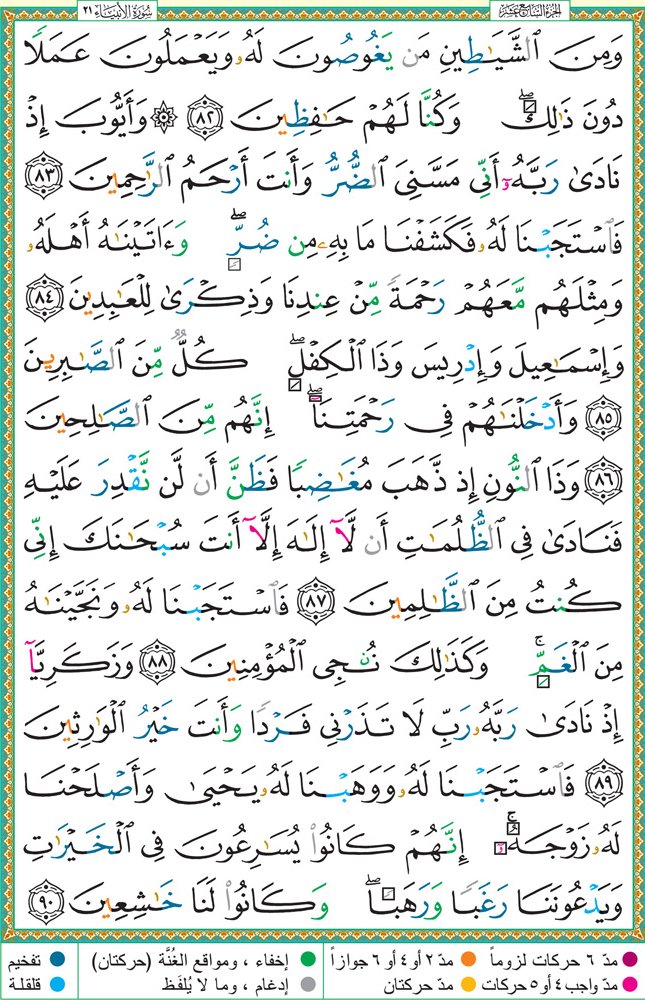 الجزء السابع عشر
سورة الأنبياء ٢١
وَمِنَ ٱلشَّيَـٰطِينِ مَن يَغُوصُونَ لَهُۥ وَيَعْمَلُونَ عَمَلًا
دُونَ ذَٰلِكَ ۖ وَكُنَّا لَهُمْ حَـٰفِظِينَ ٨٢ ۞ وَأَيُّوبَ إِذْ
نَادَىٰ رَبَّهُۥٓ أَنِّى مَسَّنِىَ ٱلضُّرُّ وَأَنتَ أَرْحَمُ ٱلرَّٰحِمِينَ ٨٣
فَٱسْتَجَبْنَا لَهُۥ فَكَشَفْنَا مَا بِهِۦ مِن ضُرٍّ ۖ وَءَاتَيْنَـٰهُ أَهْلَهُۥ
وَمِثْلَهُم مَّعَهُمْ رَحْمَةً مِّنْ عِندِنَا وَذِكْرَىٰ لِلْعَـٰبِدِينَ ٨٤
وَإِسْمَـٰعِيلَ وَإِدْرِيسَ وَذَا ٱلْكِفْلِ ۖ كُلٌّ مِّنَ ٱلصَّـٰبِرِينَ
٨٥ وَأَدْخَلْنَـٰهُمْ فِى رَحْمَتِنَآ ۖ إِنَّهُم مِّنَ ٱلصَّـٰلِحِينَ
٨٦ وَذَا ٱلنُّونِ إِذ ذَّهَبَ مُغَـٰضِبًا فَظَنَّ أَن لَّن نَّقْدِرَ عَلَيْهِ
فَنَادَىٰ فِى ٱلظُّلُمَـٰتِ أَن لَّآ إِلَـٰهَ إِلَّآ أَنتَ سُبْحَـٰنَكَ إِنِّى
كُنتُ مِنَ ٱلظَّـٰلِمِينَ ٨٧ فَٱسْتَجَبْنَا لَهُۥ وَنَجَّيْنَـٰهُ
مِنَ ٱلْغَمِّ ۚ وَكَذَٰلِكَ نُـۨجِى ٱلْمُؤْمِنِينَ ٨٨ وَزَكَرِيَّآ
إِذْ نَادَىٰ رَبَّهُۥ رَبِّ لَا تَذَرْنِى فَرْدًا وَأَنتَ خَيْرُ ٱلْوَٰرِثِينَ
٨٩ فَٱسْتَجَبْنَا لَهُۥ وَوَهَبْنَا لَهُۥ يَحْيَىٰ وَأَصْلَحْنَا
لَهُۥ زَوْجَهُۥٓ ۚ إِنَّهُمْ كَانُوا۟ يُسَـٰرِعُونَ فِى ٱلْخَيْرَٰتِ
وَيَدْعُونَنَا رَغَبًا وَرَهَبًا ۖ وَكَانُوا۟ لَنَا خَـٰشِعِينَ ٩٠
مدّ ٦ حركات لزوماً
مدّ ٢ أو ٤ أو ٦ جوازاً
إخفاء ، ومواقع الغُنَّة (حركتان)
تفخيم
مدّ واجب ٤ أو ٥ حركات
مدّ حركتان
إدغام ، وما لا يُلفَظ
قلقلة